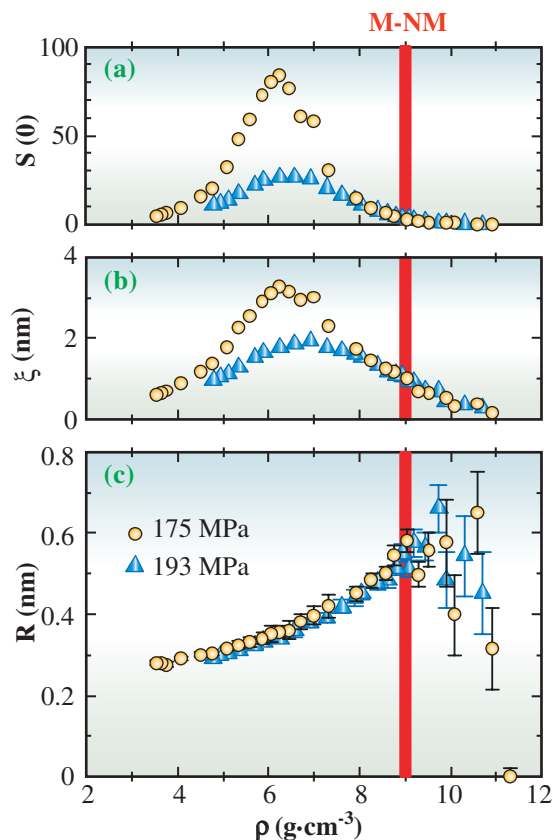 M-NM
(a)
S (0)
100
50
0
(b)
ξ (nm)
4
2
0
(c)
R (nm)
0.8
0.6
0.4
0.2
0
175 MPa
193 MPa
2 4 6 8 10 12
ρ (g·cm⁻³)